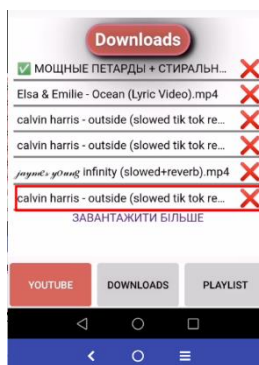 Downloads
✅ МОЩНЫЕ ПЕТАРДЫ + СТИРАЛЬН...
Elsa & Emilie - Ocean (Lyric Video).mp4
calvin harris - outside (slowed tik tok re...
calvin harris - outside (slowed tik tok re...
𝒿𝒶𝓎𝓂ℯ𝓈 𝓎ℴ𝓊𝓃ℊ infinity (slowed+reverb).mp4
calvin harris - outside (slowed tik tok re...
ЗАВАНТАЖИТИ БІЛЬШЕ
YOUTUBE
DOWNLOADS
PLAYLIST